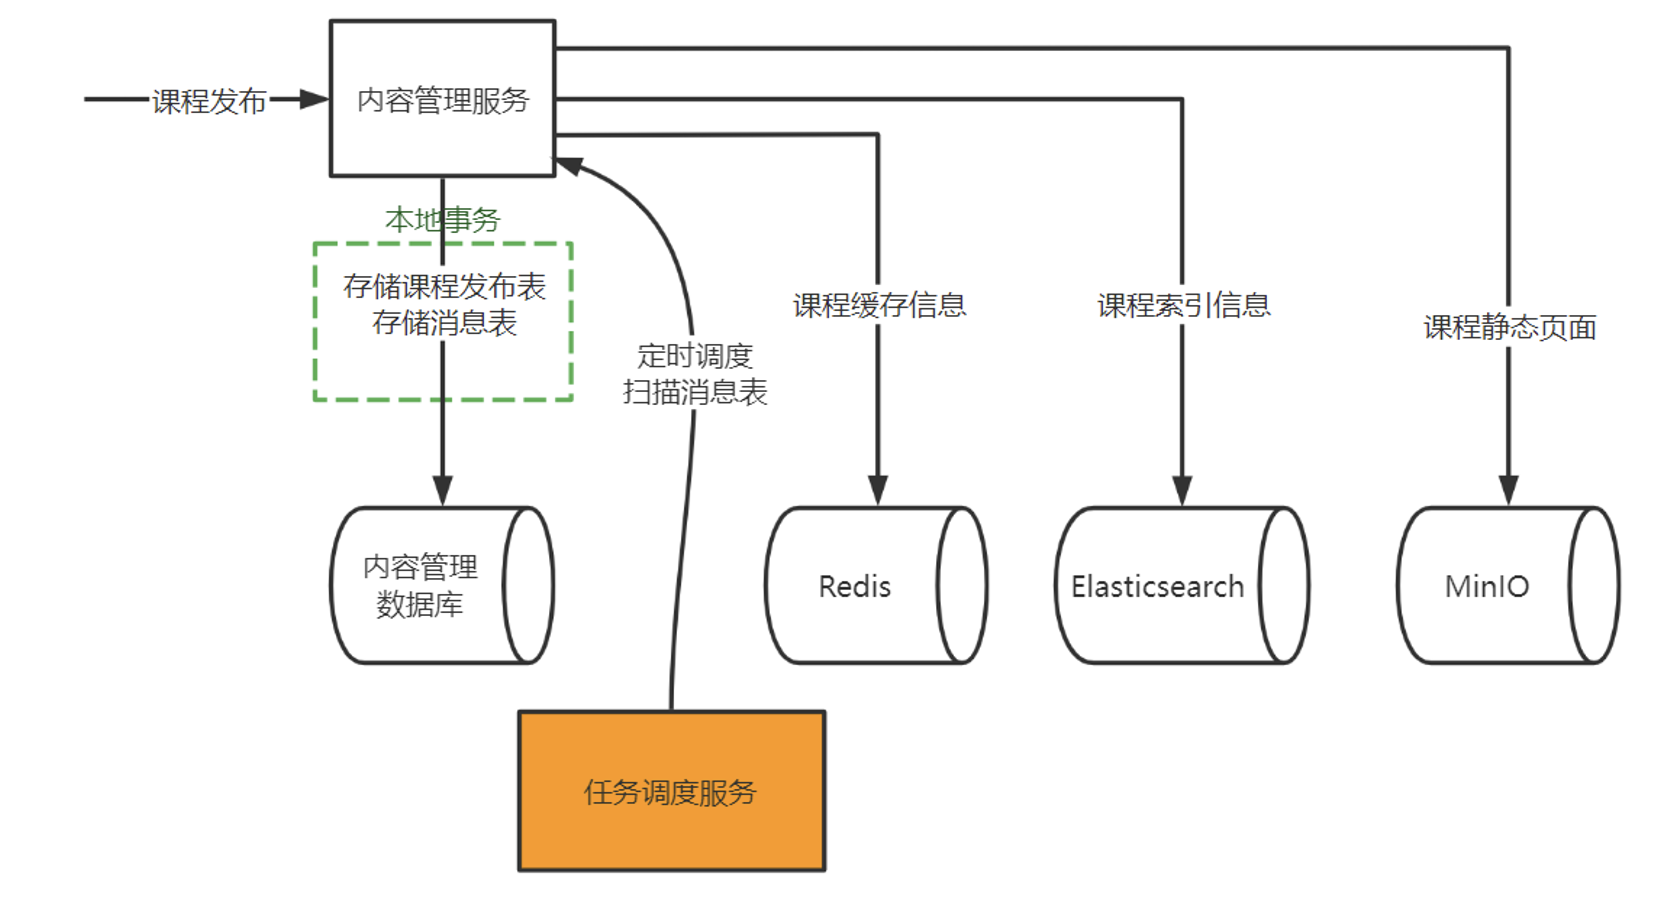 课程发布
内容管理服务
本地事务
存储课程发布表
存储消息表
定时调度
扫描消息表
课程缓存信息
课程索引信息
课程静态页面
内容管理
数据库
Redis
Elasticsearch
MinIO
任务调度服务